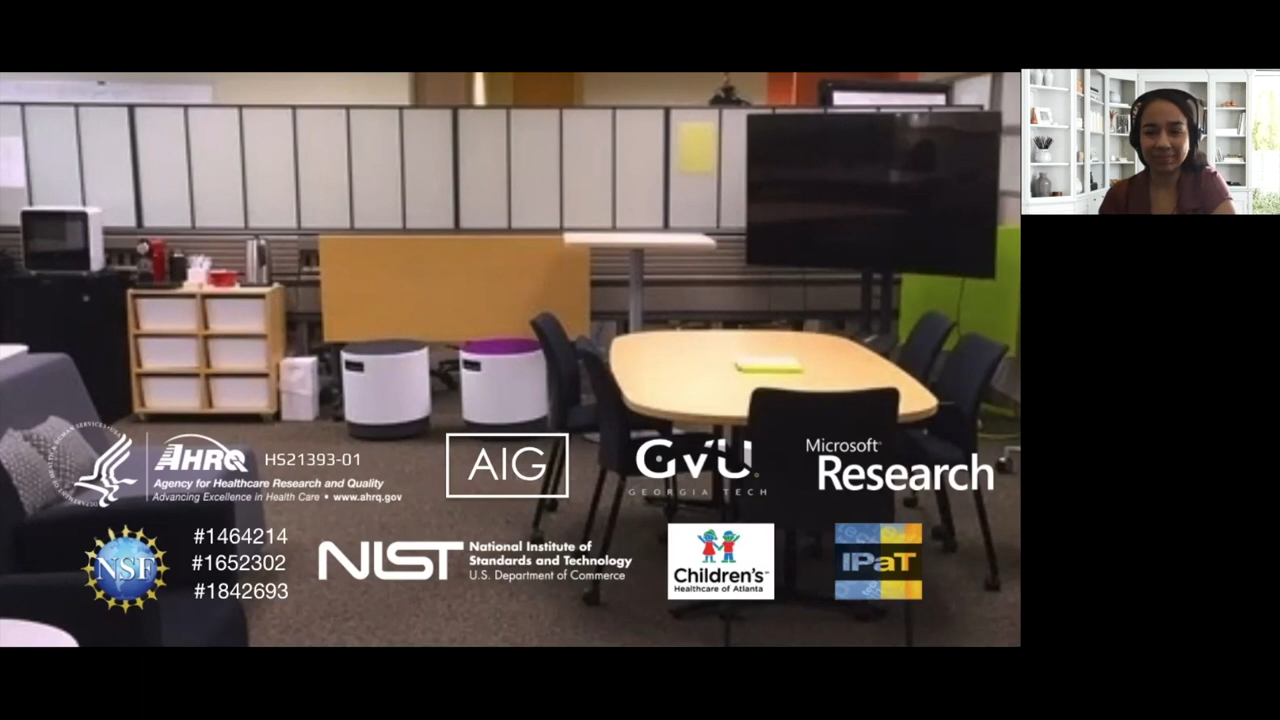 AHRQ HS21393-01
Agency for Healthcare Research and Quality
Advancing Excellence in Health Care • www.ahrq.gov
AIG
GVU
GEORGIA TECH
Microsoft
Research
NSF
#1464214
#1652302
#1842693
NIST
National Institute of
Standards and Technology
U.S. Department of Commerce
Children's
Healthcare of Atlanta
IPaT